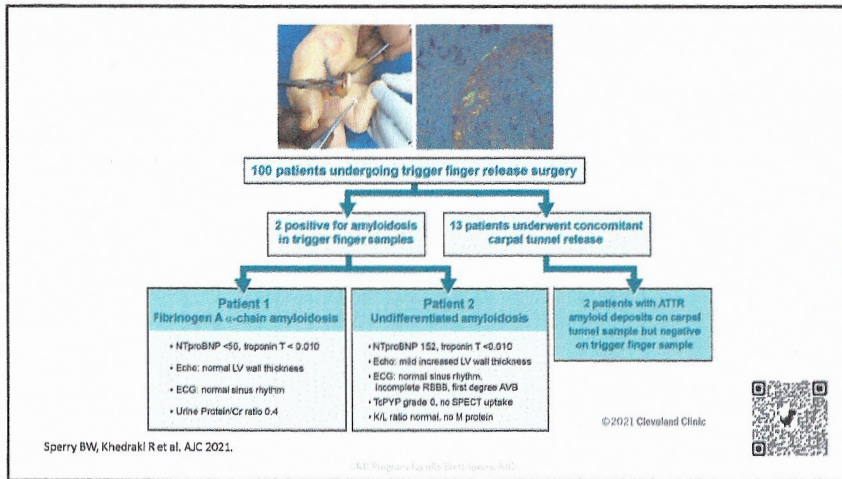 100 patients undergoing trigger finger release surgery
2 positive for amyloidosis
in trigger finger samples
13 patients underwent concomitant
carpal tunnel release
Patient 1
Fibrinogen A α-chain amyloidosis
• NTproBNP <50, troponin T < 0.010
• Echo: normal LV wall thickness
• ECG: normal sinus rhythm
• Urine Protein/Cr ratio 0.4
Patient 2
Undifferentiated amyloidosis
• NTproBNP 152, troponin T <0.010
• Echo: mild increased LV wall thickness
• ECG: normal sinus rhythm,
incomplete RBBB, first degree AVB
• TcPYP grade 0, no SPECT uptake
• K/L ratio normal, no M protein
2 patients with ATTR
amyloid deposits on carpal
tunnel sample but negative
on trigger finger sample
©2021 Cleveland Clinic
Sperry BW, Khedraki R et al. AJC 2021.
CME Program Faculty